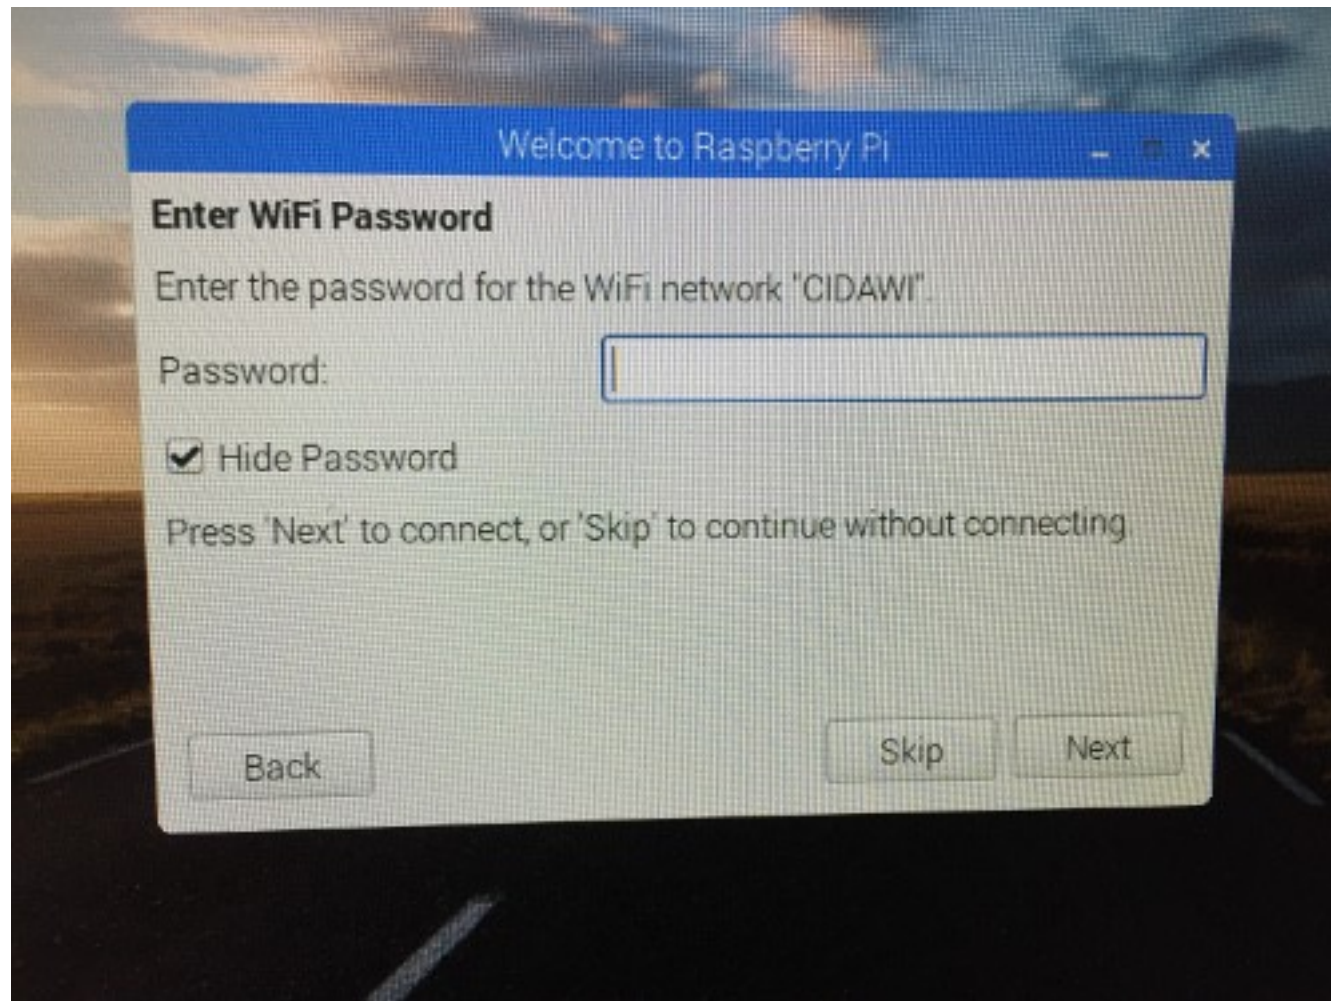 Welcome to Raspberry Pi
Enter WiFi Password
Enter the password for the WiFi network "CIDAWI".
Password:
Hide Password
Press 'Next' to connect, or 'Skip' to continue without connecting
Back
Skip
Next